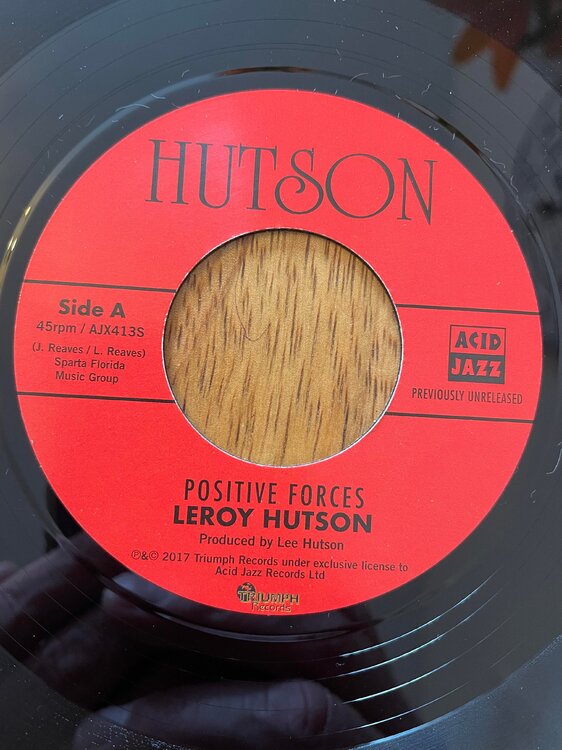 HUTSON
Side A
45rpm / AJX413S
(J. Reaves / L. Reaves)
Sparta Florida
Music Group
ACID
JAZZ
PREVIOUSLY UNRELEASED
POSITIVE FORCES
LEROY HUTSON
Produced by Lee Hutson
℗&© 2017 Triumph Records under exclusive license to
Acid Jazz Records Ltd
TRIUMPH
Records